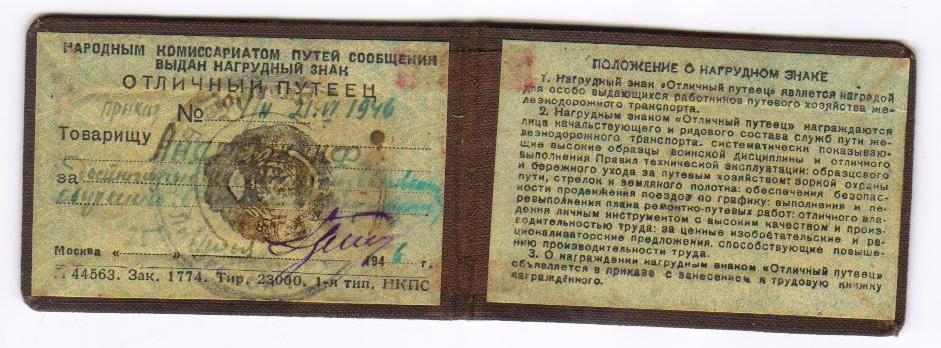 НАРОДНЫМ КОМИССАРИАТОМ ПУТЕЙ СООБЩЕНИЯ
ВЫДАН НАГРУДНЫЙ ЗНАК
ОТЛИЧНЫЙ ПУТЕЕЦ
приказ № 21-VI 1946
Товарищу
за
Москва « » 1946 г.
44563. Зак. 1774. Тир. 23000. 1-я тип. НКПС
ПОЛОЖЕНИЕ О НАГРУДНОМ ЗНАКЕ
1. Нагрудный знак «Отличный путеец» является наградой
для особо выдающихся работников путевого хозяйства же-
лезнодорожного транспорта.
2. Нагрудным знаком «Отличный путеец» награждаются
лица начальствующего и рядового состава служб пути же-
лезнодорожного транспорта, систематически показываю-
щие высокие образцы воинской дисциплины и отличного
выполнения Правил технической эксплуатации: образцового
и бережного ухода за путевым хозяйством: зоркой охраны
пути, стрелок и земляного полотна: обеспечения безопас-
ности продвижения поездов по графику: выполнения и пе-
ревыполнения плана ремонтно-путевых работ: отличного вла-
дения личным инструментом с высоким качеством и произ-
водительностью труда: за ценные изобретательские и ра-
ционализаторские предложения, способствующие повыше-
нию производительности труда.
3. О награждении нагрудным знаком «Отличный путеец»
объявляется в приказе с занесением в трудовую книжку
награждённого.